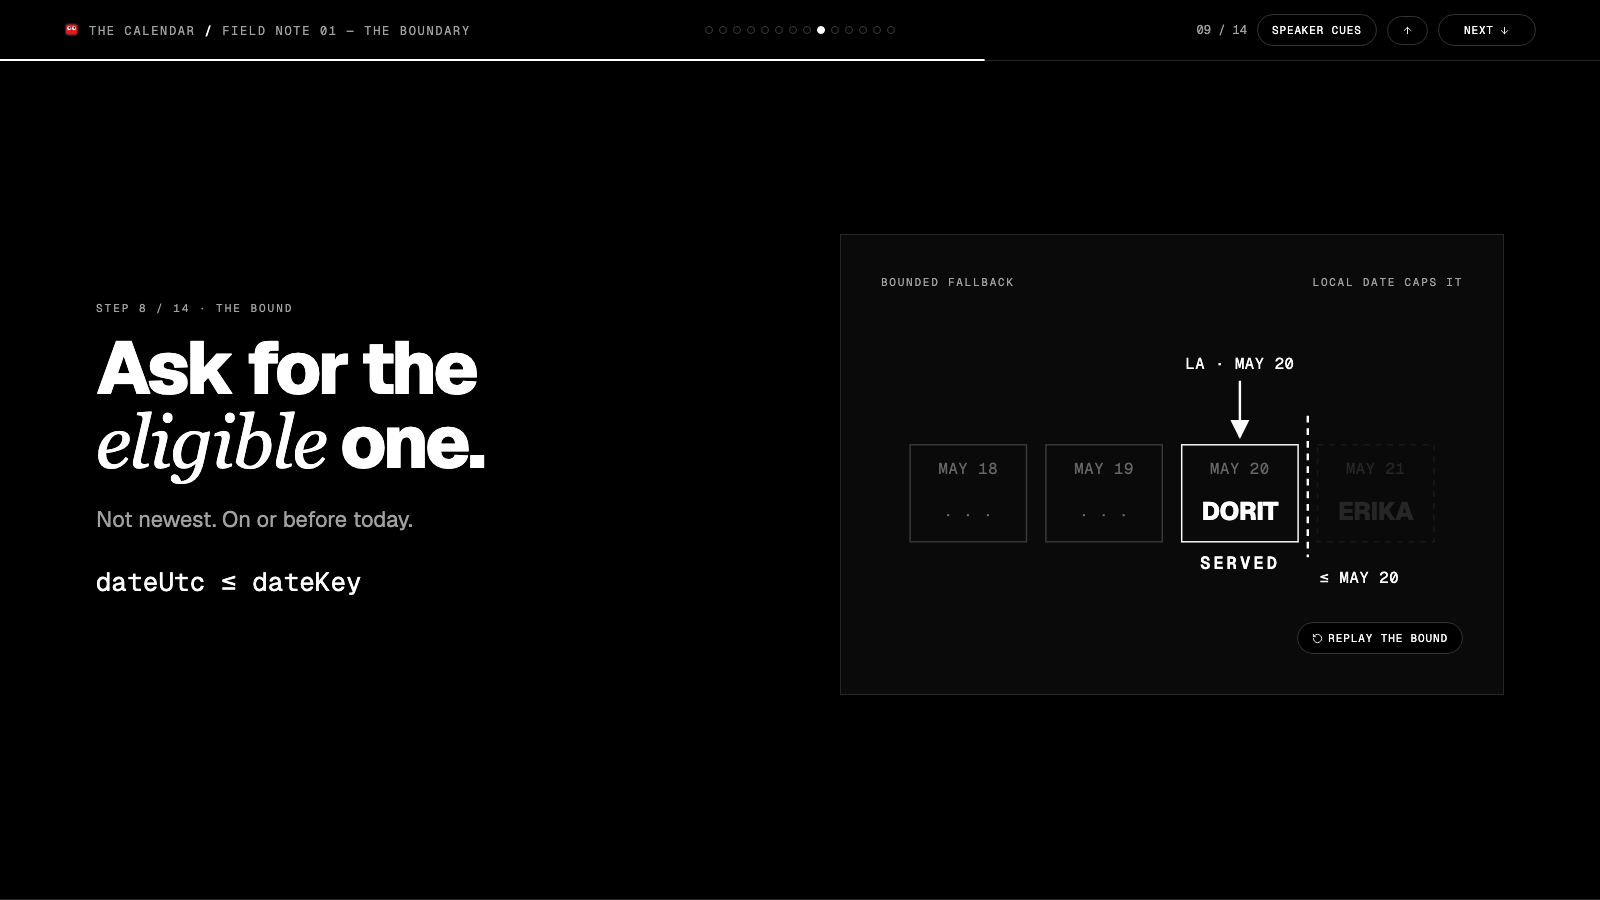 THE CALENDAR / FIELD NOTE 01 — THE BOUNDARY
09 / 14
SPEAKER CUES
↑
NEXT ↓
STEP 8 / 14 · THE BOUND
Ask for the
eligible one.
Not newest. On or before today.
dateUtc ≤ dateKey
BOUNDED FALLBACK
LOCAL DATE CAPS IT
LA · MAY 20
MAY 18
. . .
MAY 19
. . .
MAY 20
DORIT
SERVED
MAY 21
ERIKA
≤ MAY 20
REPLAY THE BOUND